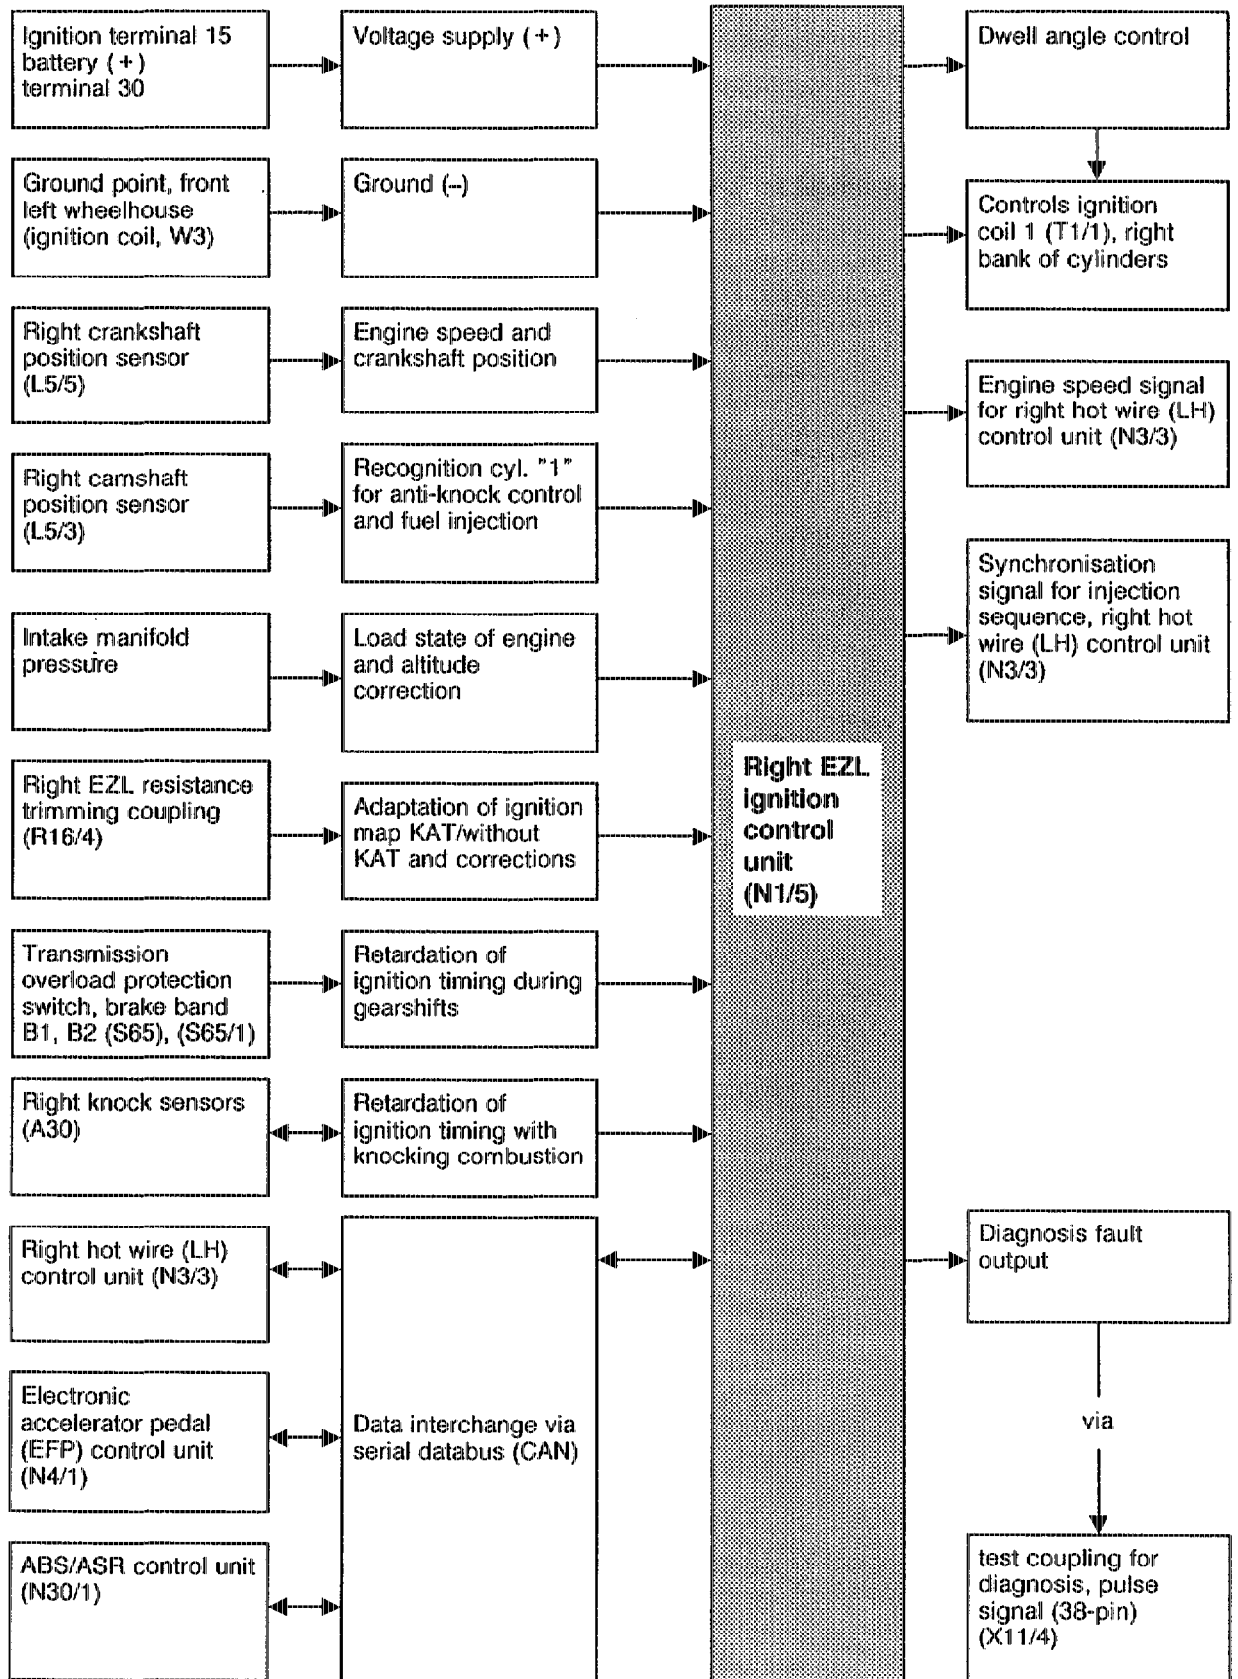 Ignition terminal 15
battery (+)
terminal 30
Voltage supply (+)
Dwell angle control
Ground point, front
left wheelhouse
(ignition coil, W3)
Ground (–)
Controls ignition
coil 1 (T1/1), right
bank of cylinders
Right crankshaft
position sensor
(L5/5)
Engine speed and
crankshaft position
Engine speed signal
for right hot wire (LH)
control unit (N3/3)
Right camshaft
position sensor
(L5/3)
Recognition cyl. "1"
for anti-knock control
and fuel injection
Synchronisation
signal for injection
sequence, right hot
wire (LH) control unit
(N3/3)
Intake manifold
pressure
Load state of engine
and altitude
correction
Right EZL
ignition
control
unit
(N1/5)
Right EZL resistance
trimming coupling
(R16/4)
Adaptation of ignition
map KAT/without
KAT and corrections
Transmission
overload protection
switch, brake band
B1, B2 (S65), (S65/1)
Retardation of
ignition timing during
gearshifts
Right knock sensors
(A30)
Retardation of
ignition timing with
knocking combustion
Right hot wire (LH)
control unit (N3/3)
Diagnosis fault
output
Electronic
accelerator pedal
(EFP) control unit
(N4/1)
Data interchange via
serial databus (CAN)
via
ABS/ASR control unit
(N30/1)
test coupling for
diagnosis, pulse
signal (38-pin)
(X11/4)